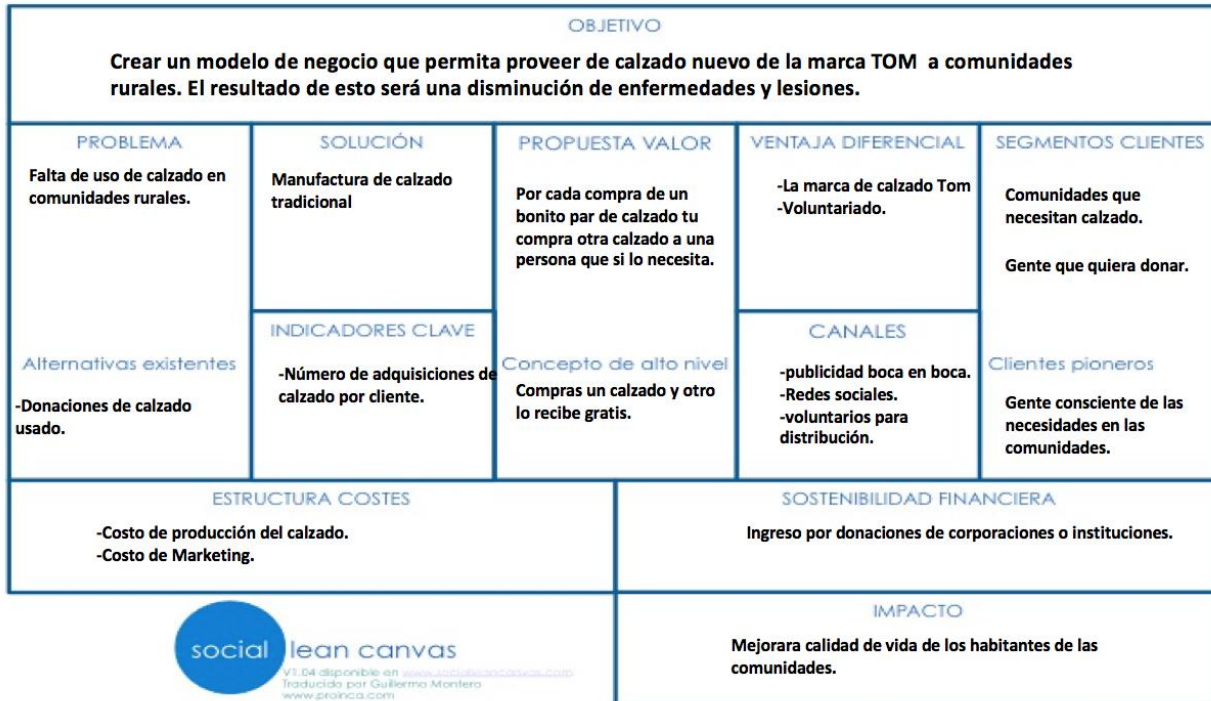 OBJETIVO
Crear un modelo de negocio que permita proveer de calzado nuevo de la marca TOM a comunidades
rurales. El resultado de esto será una disminución de enfermedades y lesiones.
PROBLEMA
Falta de uso de calzado en
comunidades rurales.
Alternativas existentes
-Donaciones de calzado
usado.
SOLUCIÓN
Manufactura de calzado
tradicional
INDICADORES CLAVE
-Número de adquisiciones de
calzado por cliente.
PROPUESTA VALOR
Por cada compra de un
bonito par de calzado tu
compra otra calzado a una
persona que si lo necesita.
Concepto de alto nivel
Compras un calzado y otro
lo recibe gratis.
VENTAJA DIFERENCIAL
-La marca de calzado Tom
-Voluntariado.
CANALES
-publicidad boca en boca.
-Redes sociales.
-voluntarios para
distribución.
SEGMENTOS CLIENTES
Comunidades que
necesitan calzado.
Gente que quiera donar.
Clientes pioneros
Gente consciente de las
necesidades en las
comunidades.
ESTRUCTURA COSTES
-Costo de producción del calzado.
-Costo de Marketing.
SOSTENIBILIDAD FINANCIERA
Ingreso por donaciones de corporaciones o instituciones.
IMPACTO
Mejorara calidad de vida de los habitantes de las
comunidades.
social lean canvas
V1.04 disponible en www.socialleancanvas.com
Traducido por Guillermo Montero
www.proinca.com